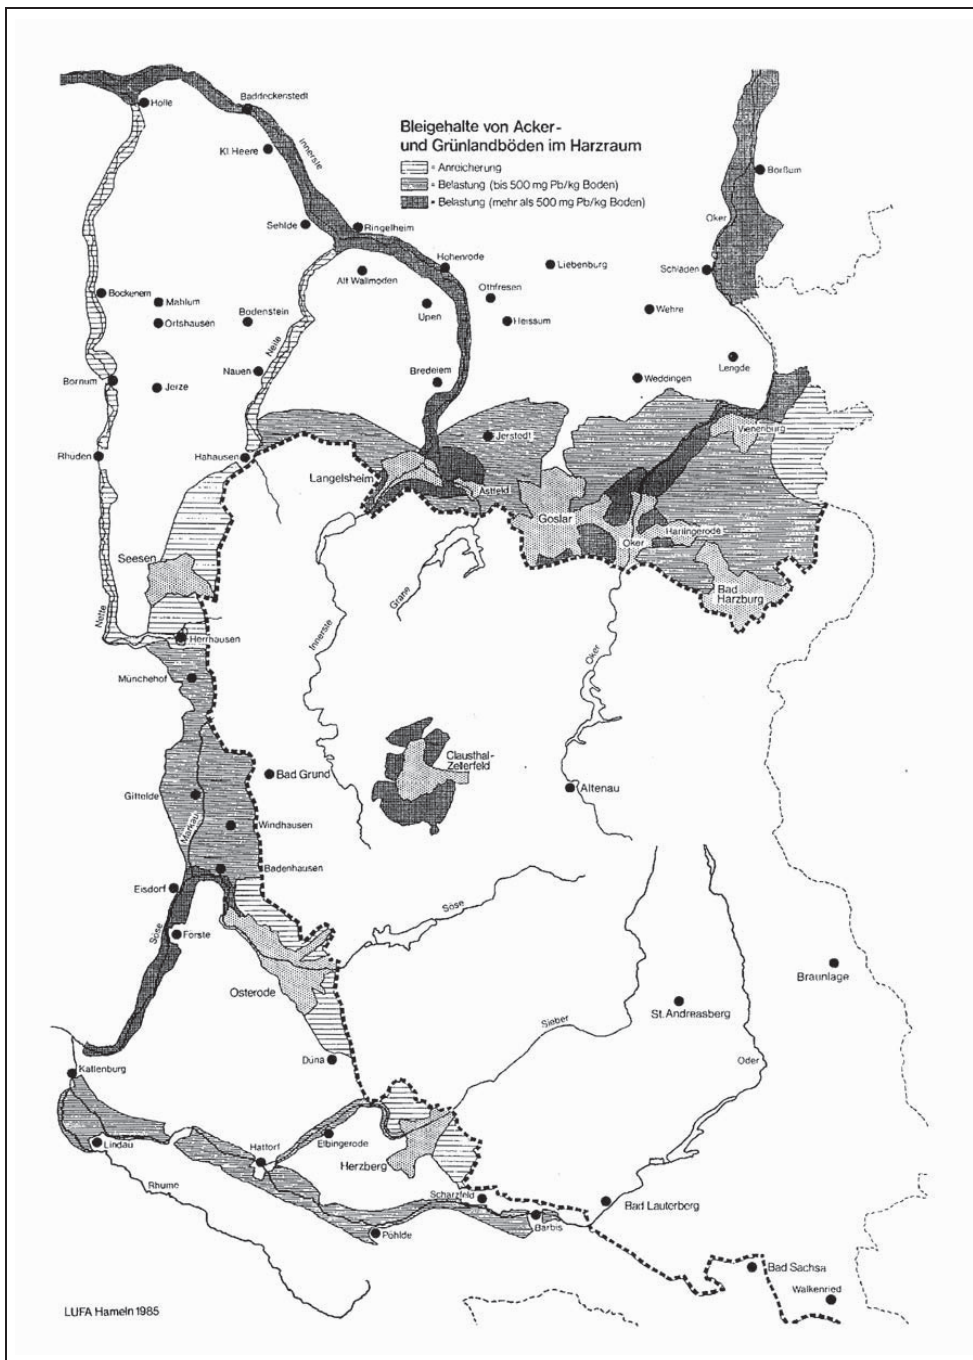 Holle
Baddeckenstedt
Bleigehalte von Acker-
und Grünlandböden im Harzraum
= Anreicherung
= Belastung (bis 500 mg Pb/kg Boden)
= Belastung (mehr als 500 mg Pb/kg Boden)
Kl Heere
Innerste
Borßum
Sehlde
Ringelheim
Oker
Hohenrode
Liebenburg
Schladen
Alt Wallmoden
Othfresen
Bockenem
Mahlum
Ortshausen
Bodenstein
Upen
Heissum
Wehre
Nette
Lengde
Bornum
Jerze
Nauen
Bredelem
Weddingen
Vienenburg
Jerstedt
Rhuden
Hahausen
Langelsheim
Astfeld
Goslar
Oker
Harlingerode
Seesen
Bad
Harzburg
Grane
Nette
Innerste
Herrhausen
Oker
Münchehof
Clausthal-
Zellerfeld
Bad Grund
Altenau
Gittelde
Markau
Windhausen
Badenhausen
Eisdorf
Söse
Söse
Förste
Braunlage
Osterode
St. Andreasberg
Sieber
Düna
Oder
Katlenburg
Lindau
Hattorf
Elbingerode
Herzberg
Rhume
Scharzfeld
Bad Lauterberg
Barbis
Pöhlde
Bad Sachsa
Walkenried
LUFA Hameln 1985